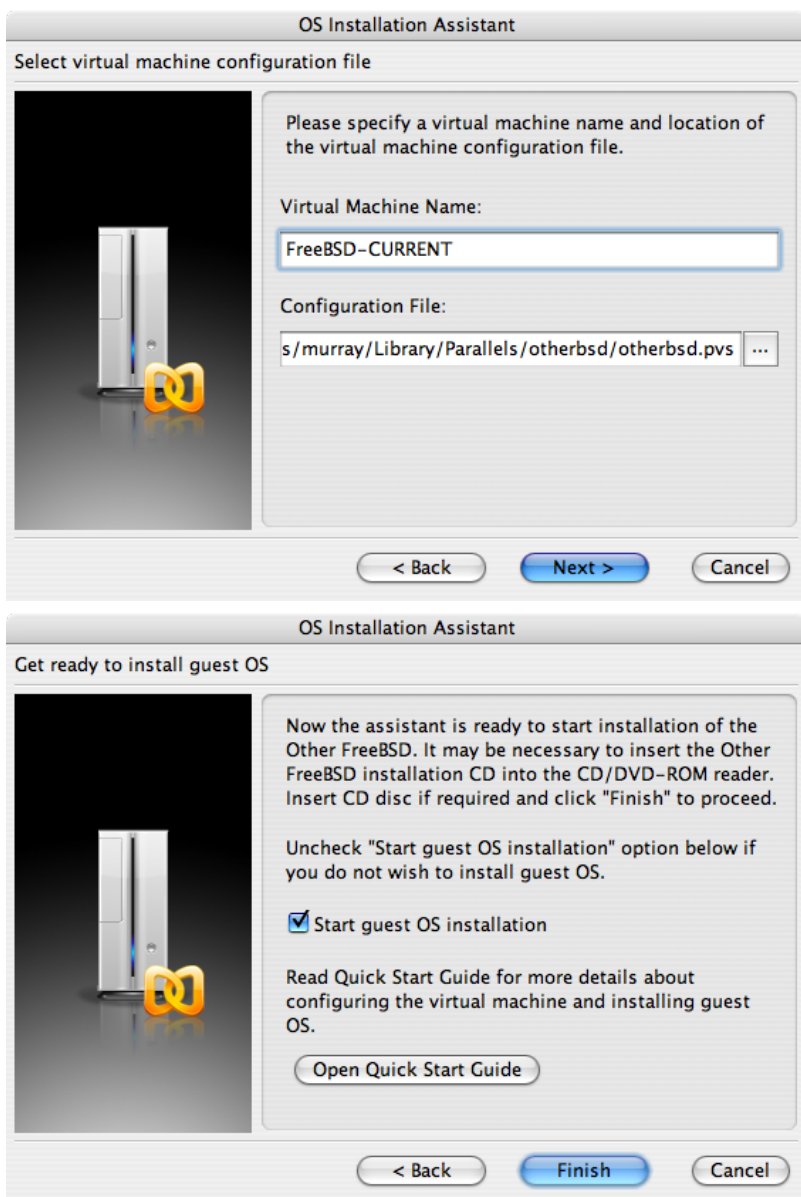 OS Installation Assistant
Select virtual machine configuration file
Please specify a virtual machine name and location of
the virtual machine configuration file.
Virtual Machine Name:
FreeBSD-CURRENT
Configuration File:
s/murray/Library/Parallels/otherbsd/otherbsd.pvs ...
< Back Next > Cancel
OS Installation Assistant
Get ready to install guest OS
Now the assistant is ready to start installation of the
Other FreeBSD. It may be necessary to insert the Other
FreeBSD installation CD into the CD/DVD-ROM reader.
Insert CD disc if required and click "Finish" to proceed.
Uncheck "Start guest OS installation" option below if
you do not wish to install guest OS.
Start guest OS installation
Read Quick Start Guide for more details about
configuring the virtual machine and installing guest
OS.
Open Quick Start Guide
< Back Finish Cancel